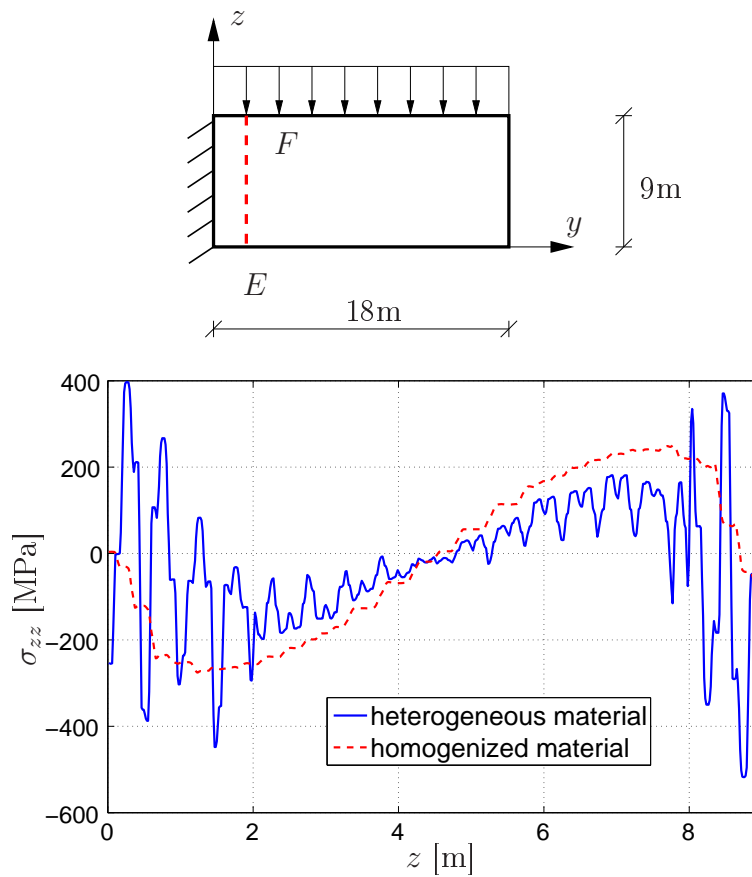 z
F
9m
y
E
18m
400
200
0
−200
−400
−600
σzz [MPa]
heterogeneous material
homogenized material
0 2 4 6 8
z [m]